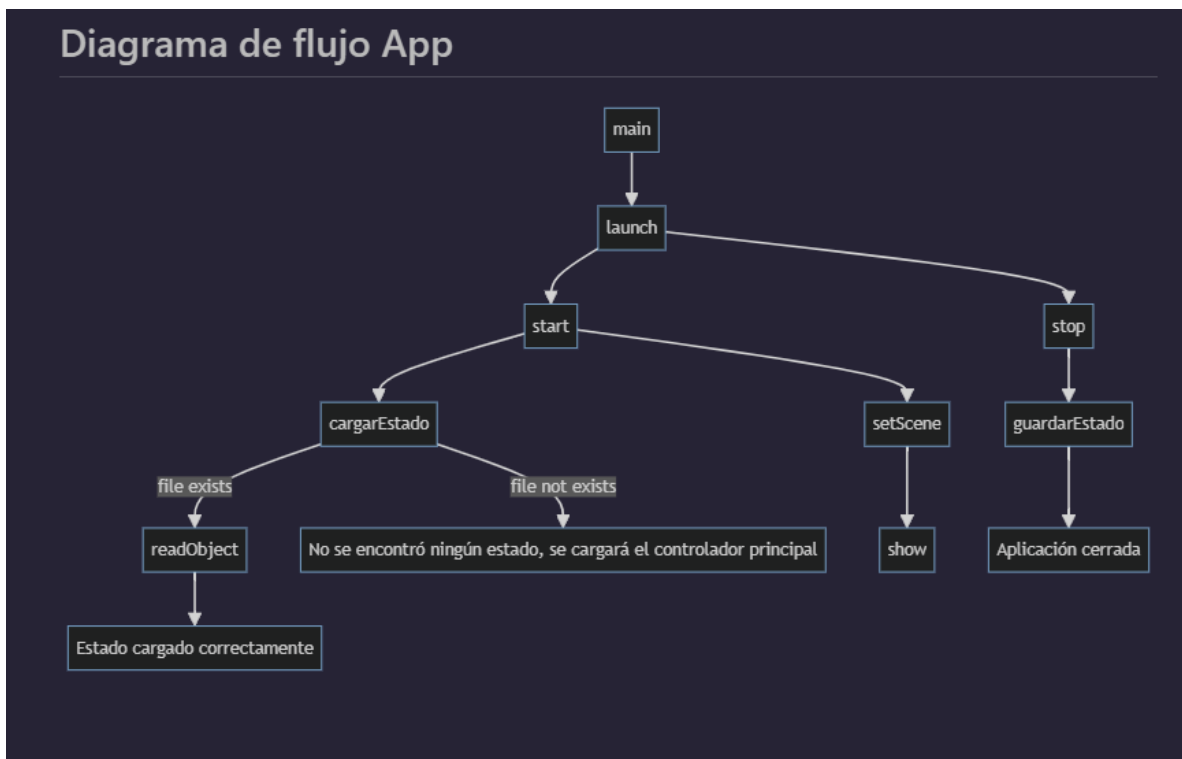 Diagrama de flujo App
main
launch
start
stop
cargarEstado
setScene
guardarEstado
file exists
file not exists
readObject
No se encontró ningún estado, se cargará el controlador principal
show
Aplicación cerrada
Estado cargado correctamente